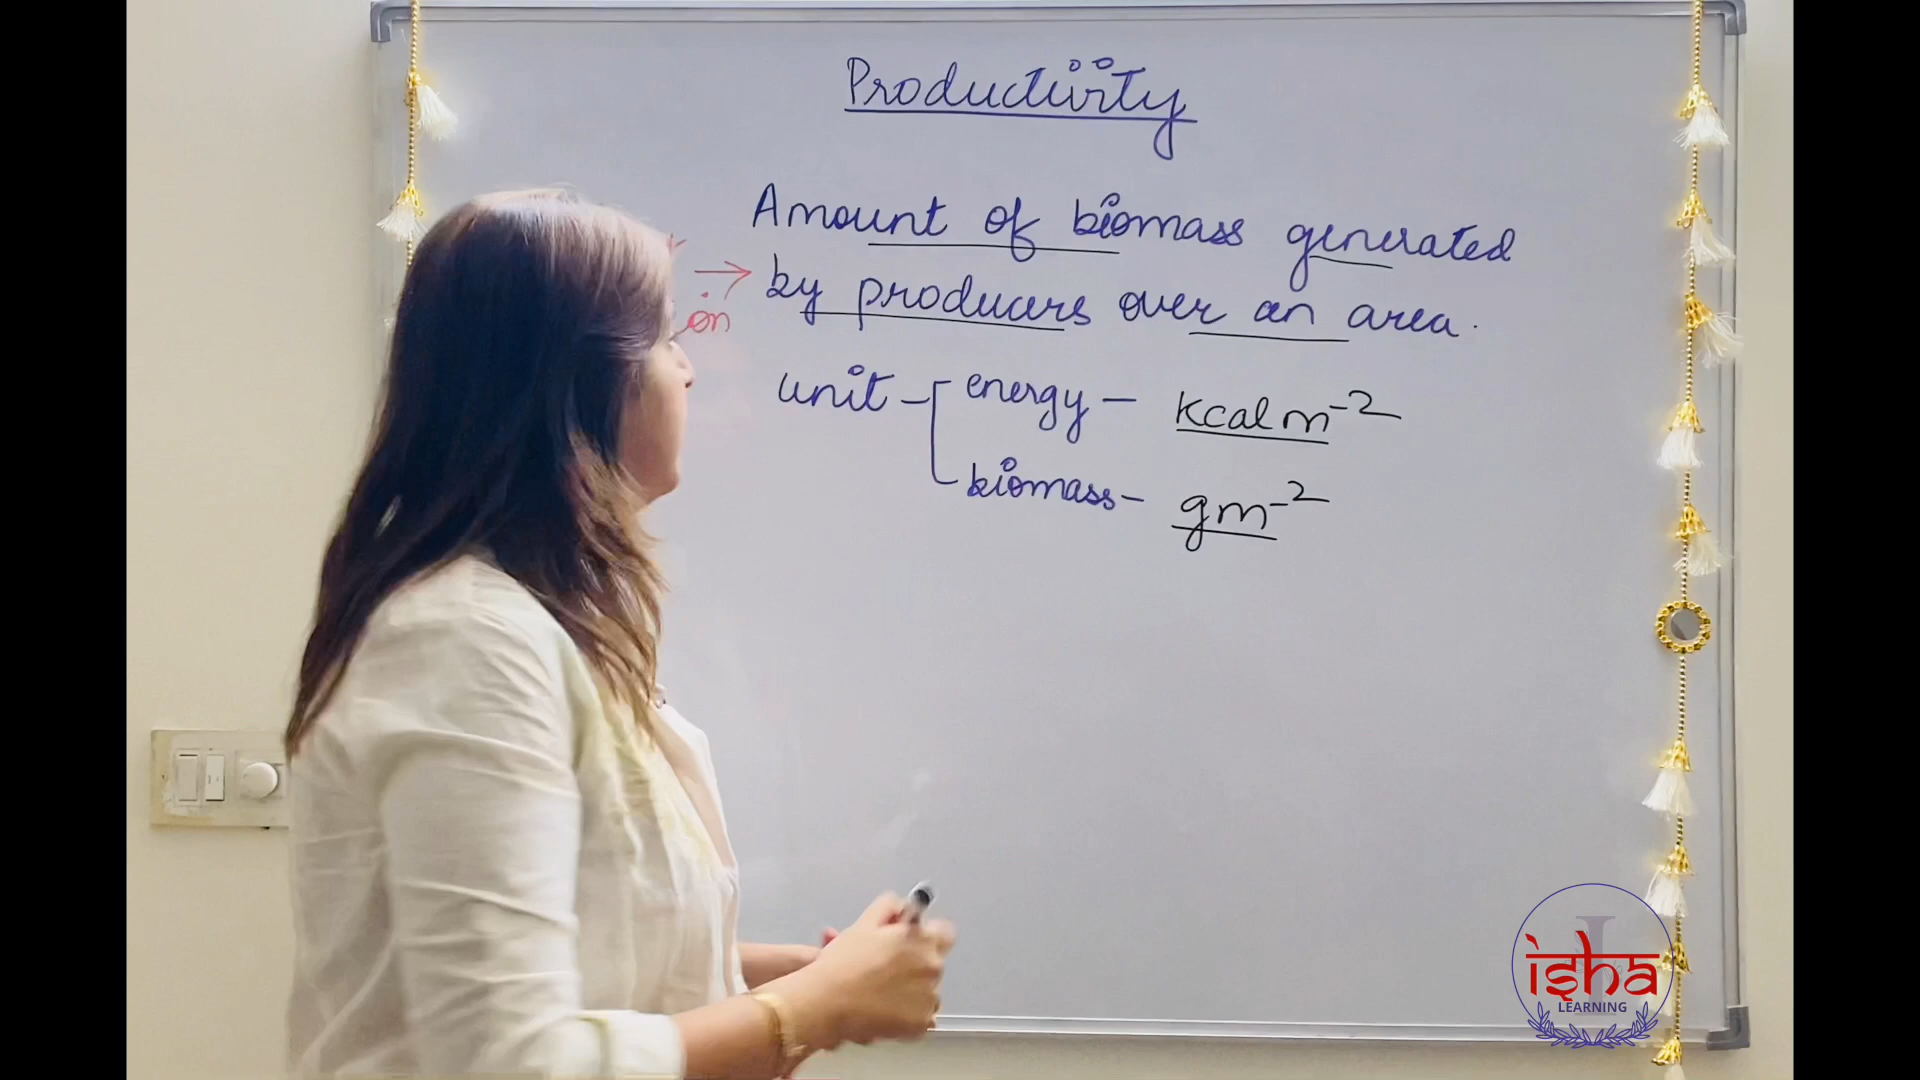 Productivity
Amount of biomass generated
→ by producers over an area.
on
unit - energy - Kcal m⁻²
biomass - gm⁻²
isha
LEARNING